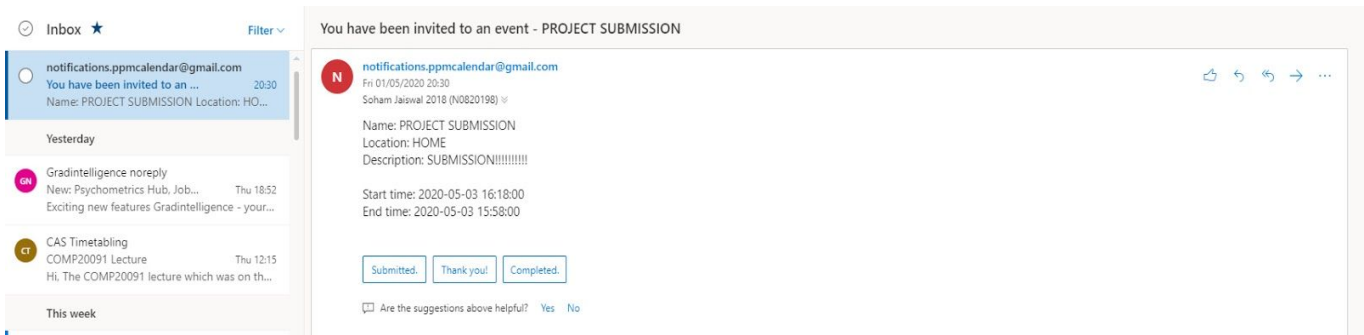 Inbox ★
Filter
notifications.ppmcalendar@gmail.com
You have been invited to an ... 20:30
Name: PROJECT SUBMISSION Location: HO...
Yesterday
GN
Gradintelligence noreply
New: Psychometrics Hub, Job... Thu 18:52
Exciting new features Gradintelligence - your...
CT
CAS Timetabling
COMP20091 Lecture Thu 12:15
Hi, The COMP20091 lecture which was on th...
This week
You have been invited to an event - PROJECT SUBMISSION
N
notifications.ppmcalendar@gmail.com
Fri 01/05/2020 20:30
Soham Jaiswal 2018 (N0820198)
Name: PROJECT SUBMISSION
Location: HOME
Description: SUBMISSION!!!!!!!!!!
Start time: 2020-05-03 16:18:00
End time: 2020-05-03 15:58:00
Submitted. Thank you! Completed.
Are the suggestions above helpful? Yes No